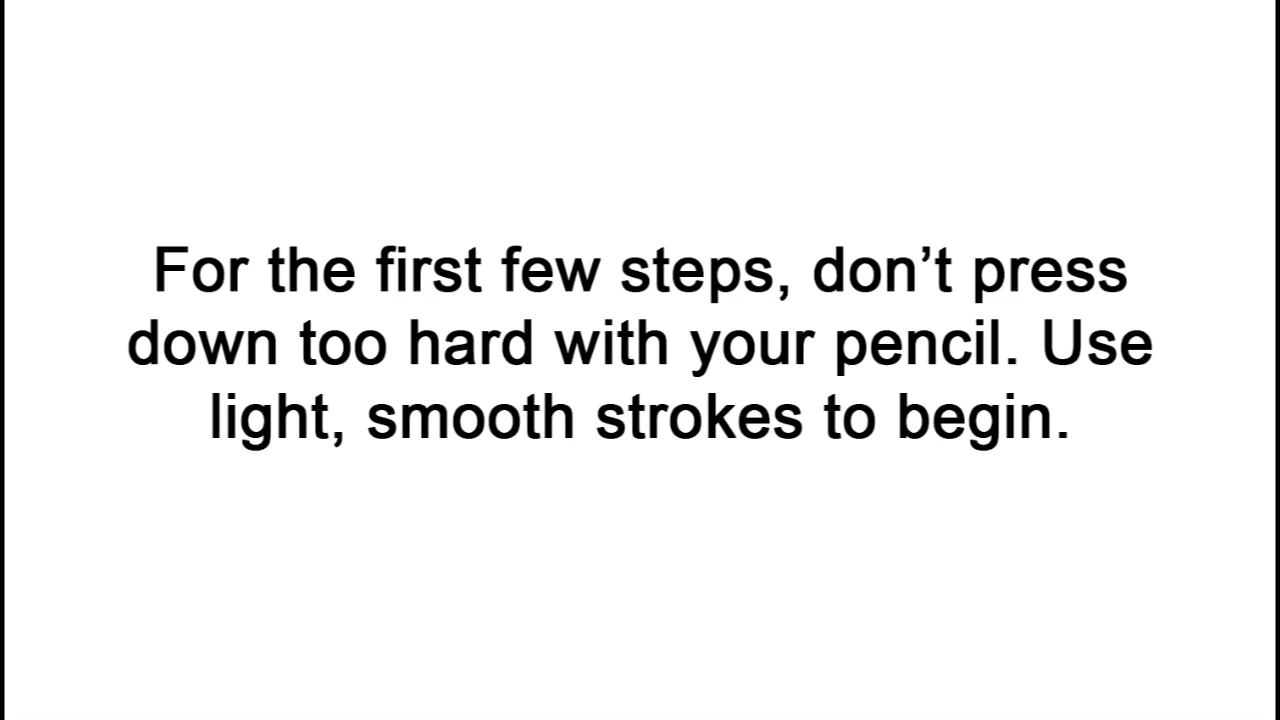 For the first few steps, don’t press
down too hard with your pencil. Use
light, smooth strokes to begin.